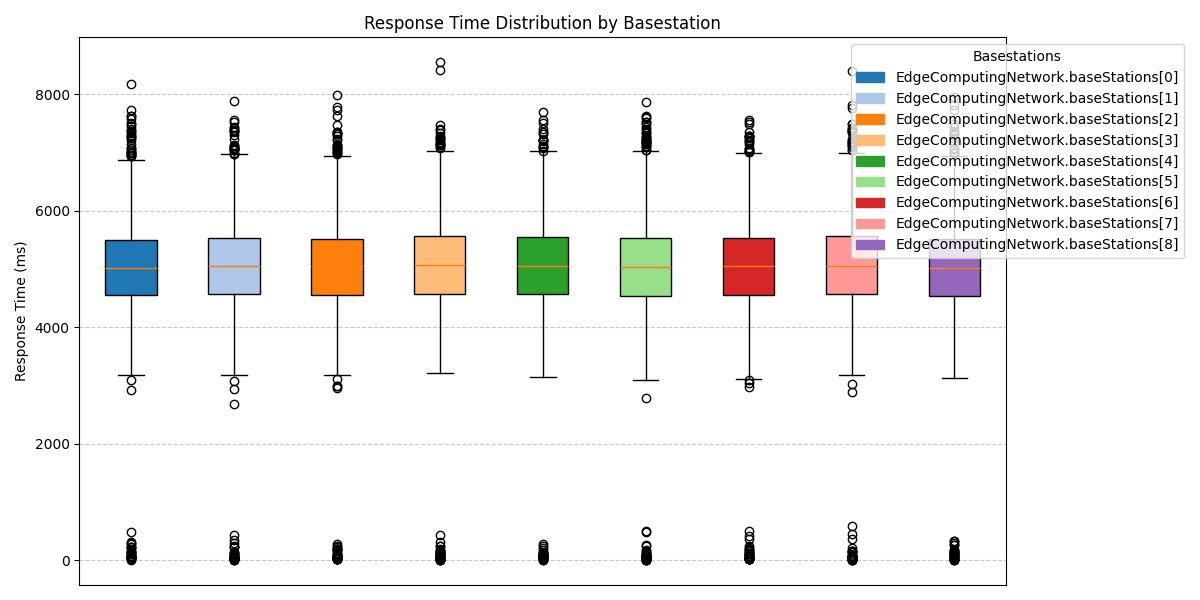 Response Time Distribution by Basestation
Response Time (ms)
8000
6000
4000
2000
0
Basestations
EdgeComputingNetwork.baseStations[0]
EdgeComputingNetwork.baseStations[1]
EdgeComputingNetwork.baseStations[2]
EdgeComputingNetwork.baseStations[3]
EdgeComputingNetwork.baseStations[4]
EdgeComputingNetwork.baseStations[5]
EdgeComputingNetwork.baseStations[6]
EdgeComputingNetwork.baseStations[7]
EdgeComputingNetwork.baseStations[8]